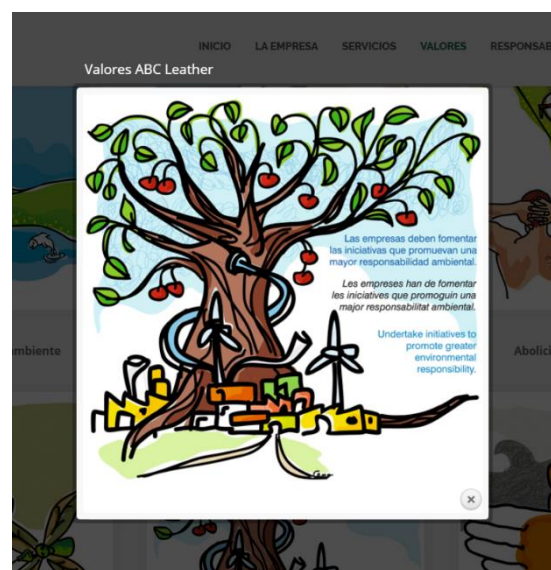 INICIO LA EMPRESA SERVICIOS VALORES RESPONSAB
Valores ABC Leather
Las empresas deben fomentar
las iniciativas que promuevan una
mayor responsabilidad ambiental.
Les empreses han de fomentar
les iniciatives que promoguin una
major responsabilitat ambiental.
Undertake initiatives to
promote greater
environmental
responsibility.
mbiente
Abolici